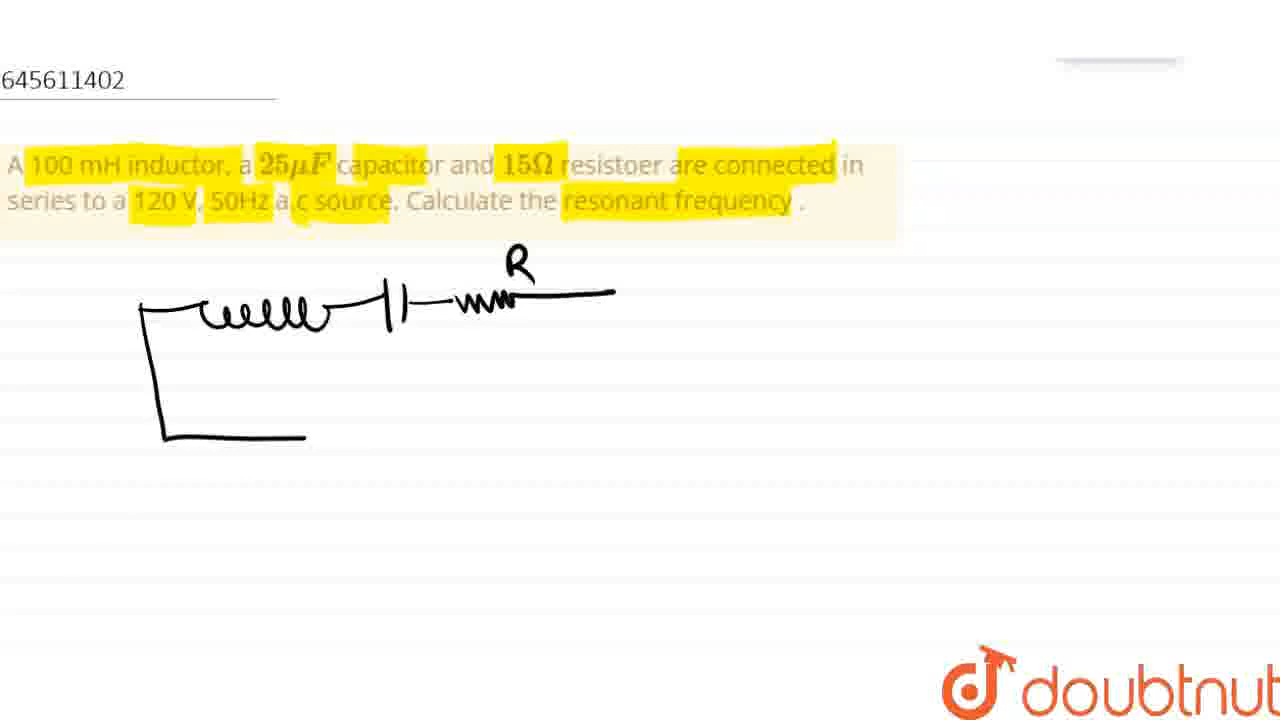 645611402
A 100 mH inductor, a 25μF capacitor and 15Ω resistoer are connected in
series to a 120 V, 50Hz a.c source. Calculate the resonant frequency .
R
doubtnut